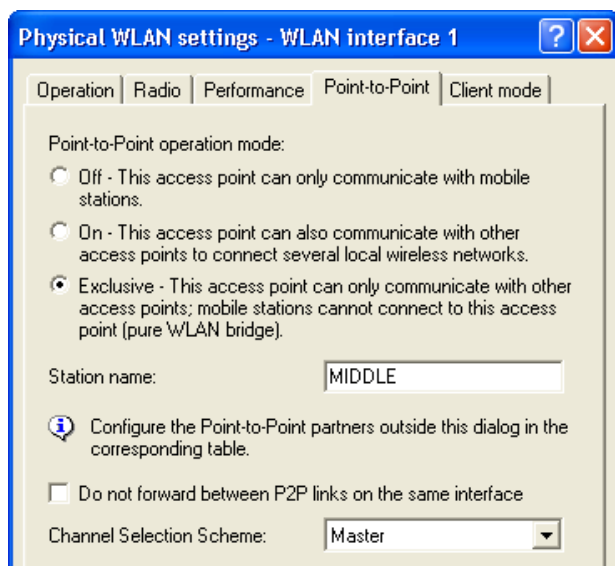 Physical WLAN settings - WLAN interface 1
Operation Radio Performance Point-to-Point Client mode
Point-to-Point operation mode:
Off - This access point can only communicate with mobile
stations.
On - This access point can also communicate with other
access points to connect several local wireless networks.
Exclusive - This access point can only communicate with other
access points; mobile stations cannot connect to this access
point (pure WLAN bridge).
Station name: MIDDLE
Configure the Point-to-Point partners outside this dialog in the
corresponding table.
Do not forward between P2P links on the same interface
Channel Selection Scheme: Master